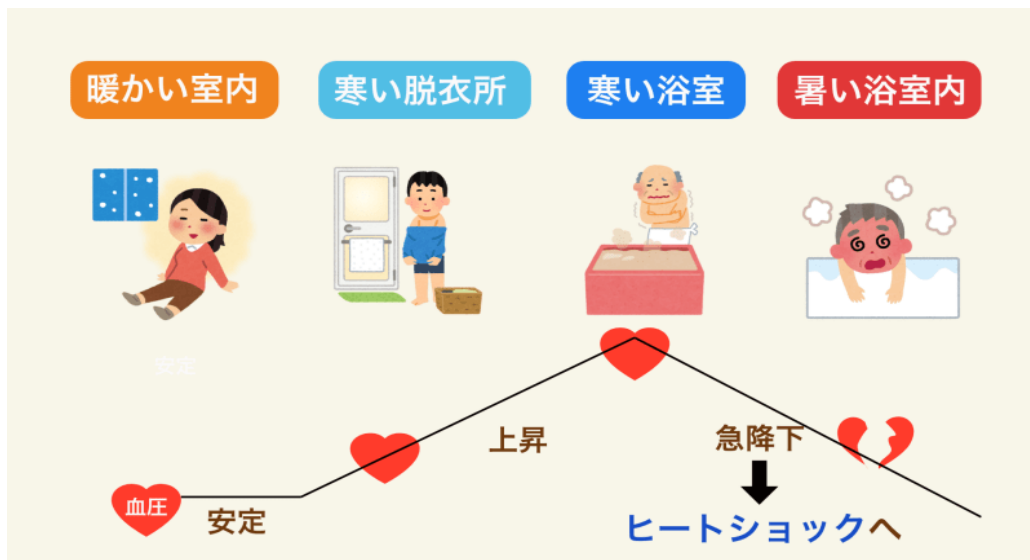 暖かい室内
寒い脱衣所
寒い浴室
暑い浴室内
安定
上昇
急降下
血圧
安定
ヒートショックへ